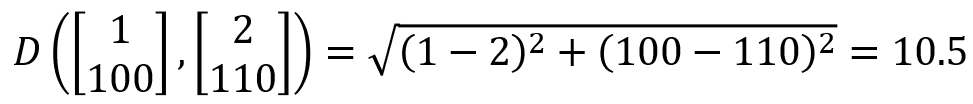 D([1 100], [2 110]) = √((1 − 2)² + (100 − 110)²) = 10.5